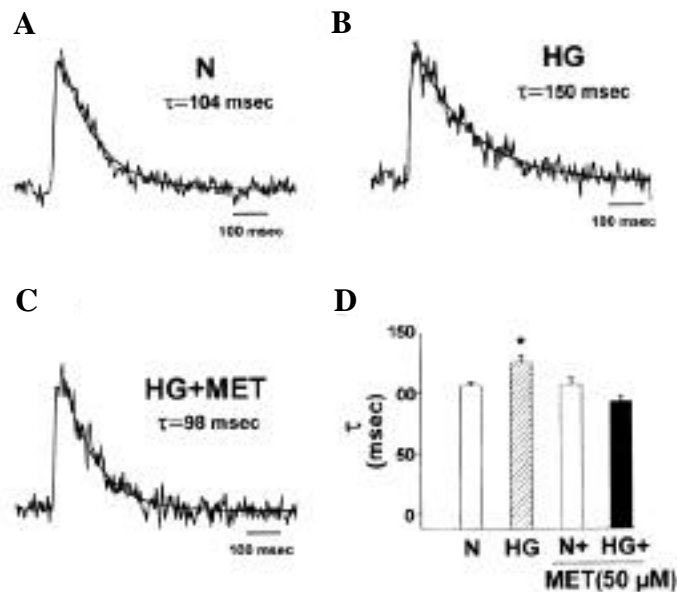 A
N
τ=104 msec
100 msec
B
HG
τ=150 msec
100 msec
C
HG+MET
τ=98 msec
100 msec
D
150
00
50
0
τ
(msec)
N HG N+ HG+
MET(50 µM)
*